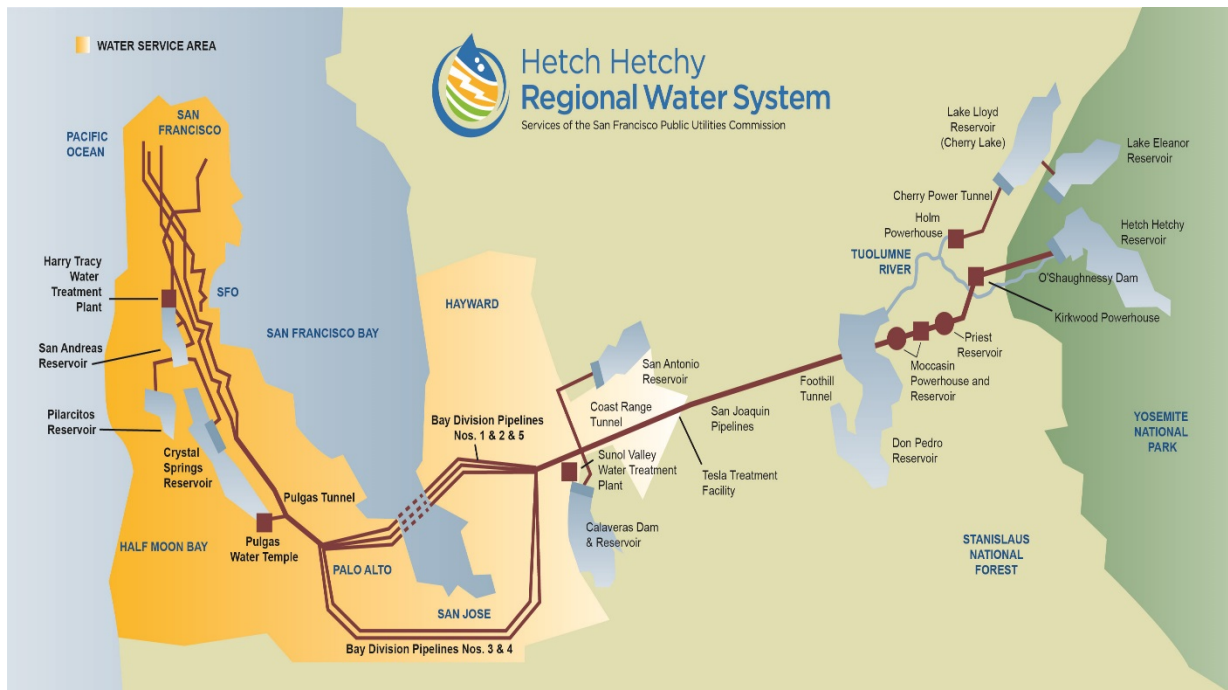 WATER SERVICE AREA
Hetch Hetchy
Regional Water System
Services of the San Francisco Public Utilities Commission
PACIFIC
OCEAN
SAN
FRANCISCO
Harry Tracy
Water
Treatment
Plant
SFO
San Andreas
Reservoir
Pilarcitos
Reservoir
Crystal
Springs
Reservoir
HALF MOON BAY
Pulgas
Water Temple
Pulgas Tunnel
SAN FRANCISCO BAY
PALO ALTO
SAN JOSE
HAYWARD
Bay Division Pipelines
Nos. 1 & 2 & 5
Bay Division Pipelines Nos. 3 & 4
San Antonio
Reservoir
Coast Range
Tunnel
Sunol Valley
Water Treatment
Plant
Calaveras Dam
& Reservoir
Tesla Treatment
Facility
San Joaquin
Pipelines
Foothill
Tunnel
Don Pedro
Reservoir
Moccasin
Powerhouse and
Reservoir
Priest
Reservoir
TUOLUMNE
RIVER
Lake Lloyd
Reservoir
(Cherry Lake)
Lake Eleanor
Reservoir
Cherry Power Tunnel
Holm
Powerhouse
Hetch Hetchy
Reservoir
O'Shaughnessy Dam
Kirkwood Powerhouse
YOSEMITE
NATIONAL
PARK
STANISLAUS
NATIONAL
FOREST